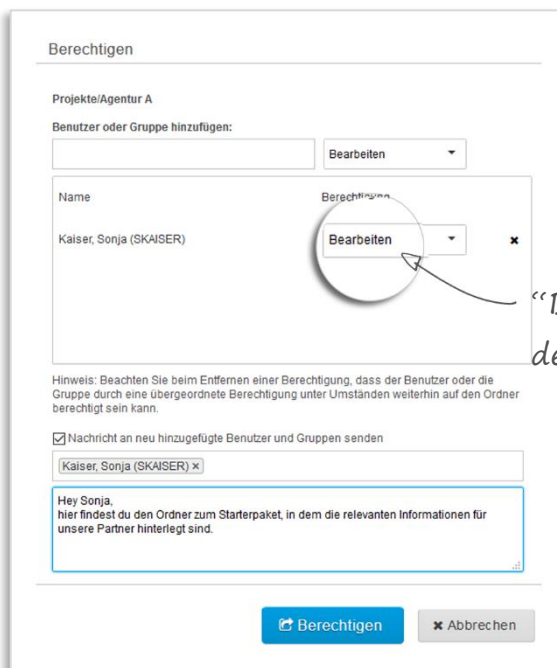 Berechtigen
Projekte/Agentur A
Benutzer oder Gruppe hinzufügen:
Bearbeiten
Name Berechtigung
Kaiser, Sonja (SKAISER) Bearbeiten
Hinweis: Beachten Sie beim Entfernen einer Berechtigung, dass der Benutzer oder die
Gruppe durch eine übergeordnete Berechtigung unter Umständen weiterhin auf den Ordner
berechtigt sein kann.
Nachricht an neu hinzugefügte Benutzer und Gruppen senden
Kaiser, Sonja (SKAISER) ×
Hey Sonja,
hier findest du den Ordner zum Starterpaket, in dem die relevanten Informationen für
unsere Partner hinterlegt sind.
Berechtigen Abbrechen